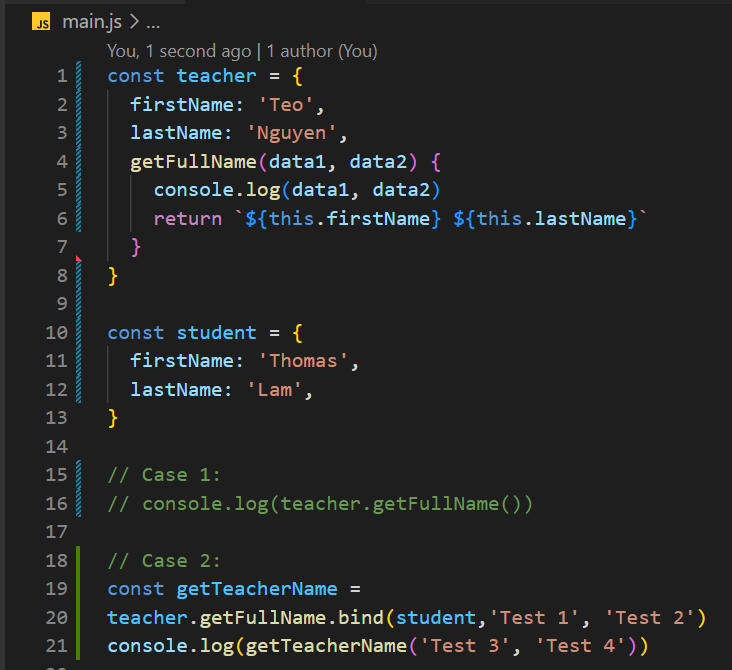 JS main.js > ...
You, 1 second ago | 1 author (You)
1 const teacher = {
2   firstName: 'Teo',
3   lastName: 'Nguyen',
4   getFullName(data1, data2) {
5     console.log(data1, data2)
6     return `${this.firstName} ${this.lastName}`
7   }
8 }
9
10 const student = {
11   firstName: 'Thomas',
12   lastName: 'Lam',
13 }
14
15 // Case 1:
16 // console.log(teacher.getFullName())
17
18 // Case 2:
19 const getTeacherName =
20 teacher.getFullName.bind(student,'Test 1', 'Test 2')
21 console.log(getTeacherName('Test 3', 'Test 4'))